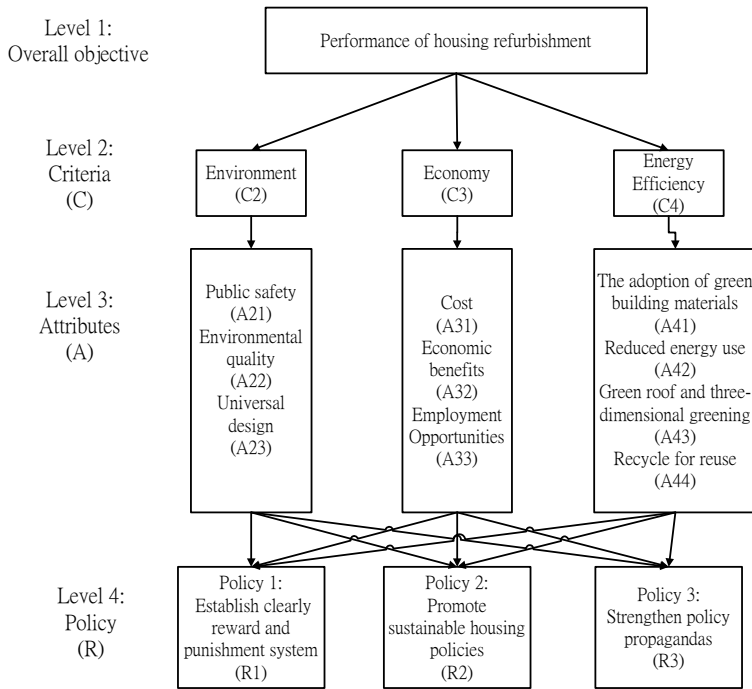 Level 1:
Overall objective
Performance of housing refurbishment
Level 2:
Criteria
(C)
Environment
(C2)
Economy
(C3)
Energy
Efficiency
(C4)
Level 3:
Attributes
(A)
Public safety
(A21)
Environmental
quality
(A22)
Universal
design
(A23)
Cost
(A31)
Economic
benefits
(A32)
Employment
Opportunities
(A33)
The adoption of green
building materials
(A41)
Reduced energy use
(A42)
Green roof and three-
dimensional greening
(A43)
Recycle for reuse
(A44)
Level 4:
Policy
(R)
Policy 1:
Establish clearly
reward and
punishment system
(R1)
Policy 2:
Promote
sustainable housing
policies
(R2)
Policy 3:
Strengthen policy
propagandas
(R3)